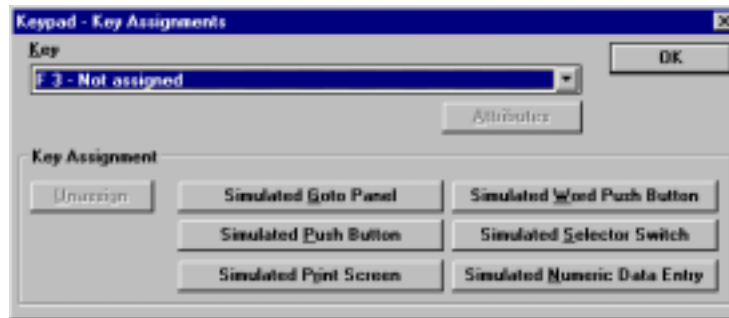 Keypad - Key Assignments
Key
OK
F 3 - Not assigned
Attributes
Key Assignment
Unassign
Simulated Goto Panel
Simulated Word Push Button
Simulated Push Button
Simulated Selector Switch
Simulated Print Screen
Simulated Numeric Data Entry